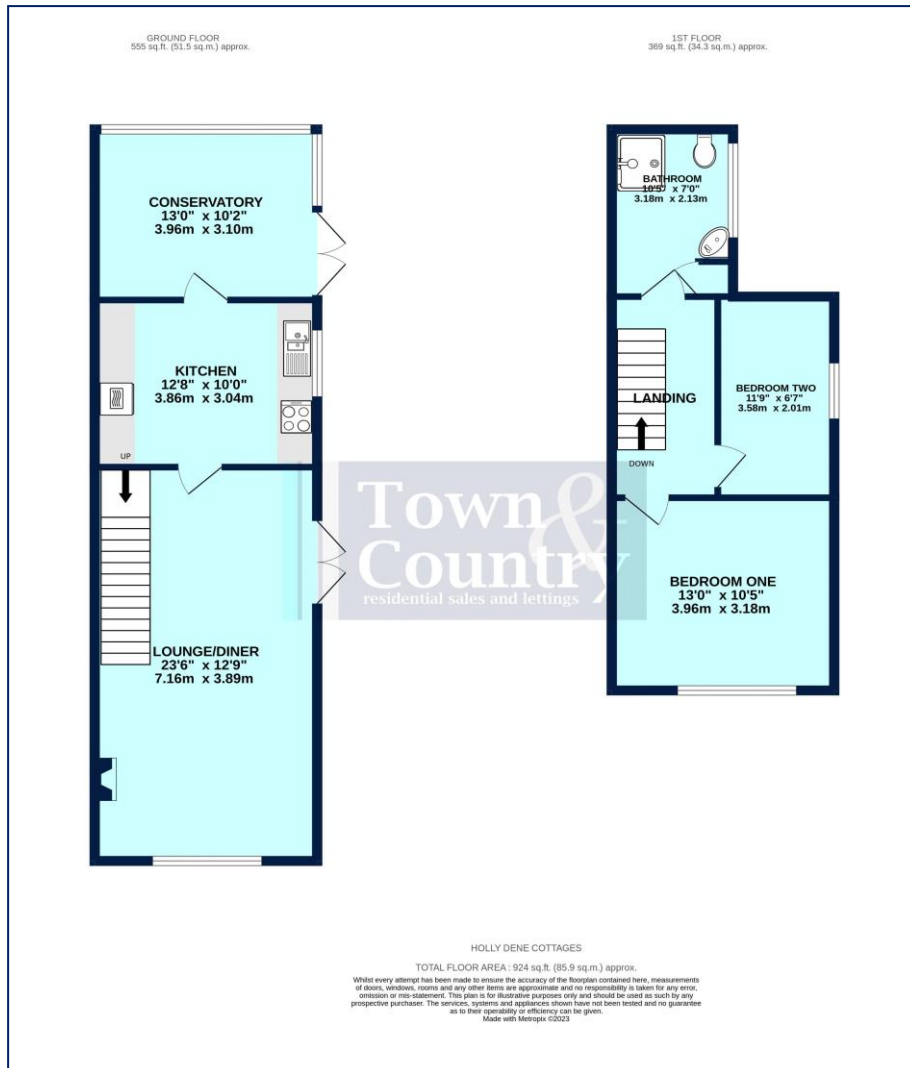 GROUND FLOOR
555 sq.ft. (51.5 sq.m.) approx.
1ST FLOOR
369 sq.ft. (34.3 sq.m.) approx.
CONSERVATORY
13'0" x 10'2"
3.96m x 3.10m
KITCHEN
12'8" x 10'0"
3.86m x 3.04m
UP
LOUNGE/DINER
23'6" x 12'9"
7.16m x 3.89m
BATHROOM
10'5" x 7'0"
3.18m x 2.13m
LANDING
DOWN
BEDROOM TWO
11'9" x 6'7"
3.58m x 2.01m
BEDROOM ONE
13'0" x 10'5"
3.96m x 3.18m
Town &
Country
residential sales and lettings
HOLLY DENE COTTAGES
TOTAL FLOOR AREA : 924 sq.ft. (85.9 sq.m.) approx.
Whilst every attempt has been made to ensure the accuracy of the floorplan contained here, measurements
of doors, windows, rooms and any other items are approximate and no responsibility is taken for any error,
omission or mis-statement. This plan is for illustrative purposes only and should be used as such by any
prospective purchaser. The services, systems and appliances shown have not been tested and no guarantee
as to their operability or efficiency can be given.
Made with Metropix ©2023